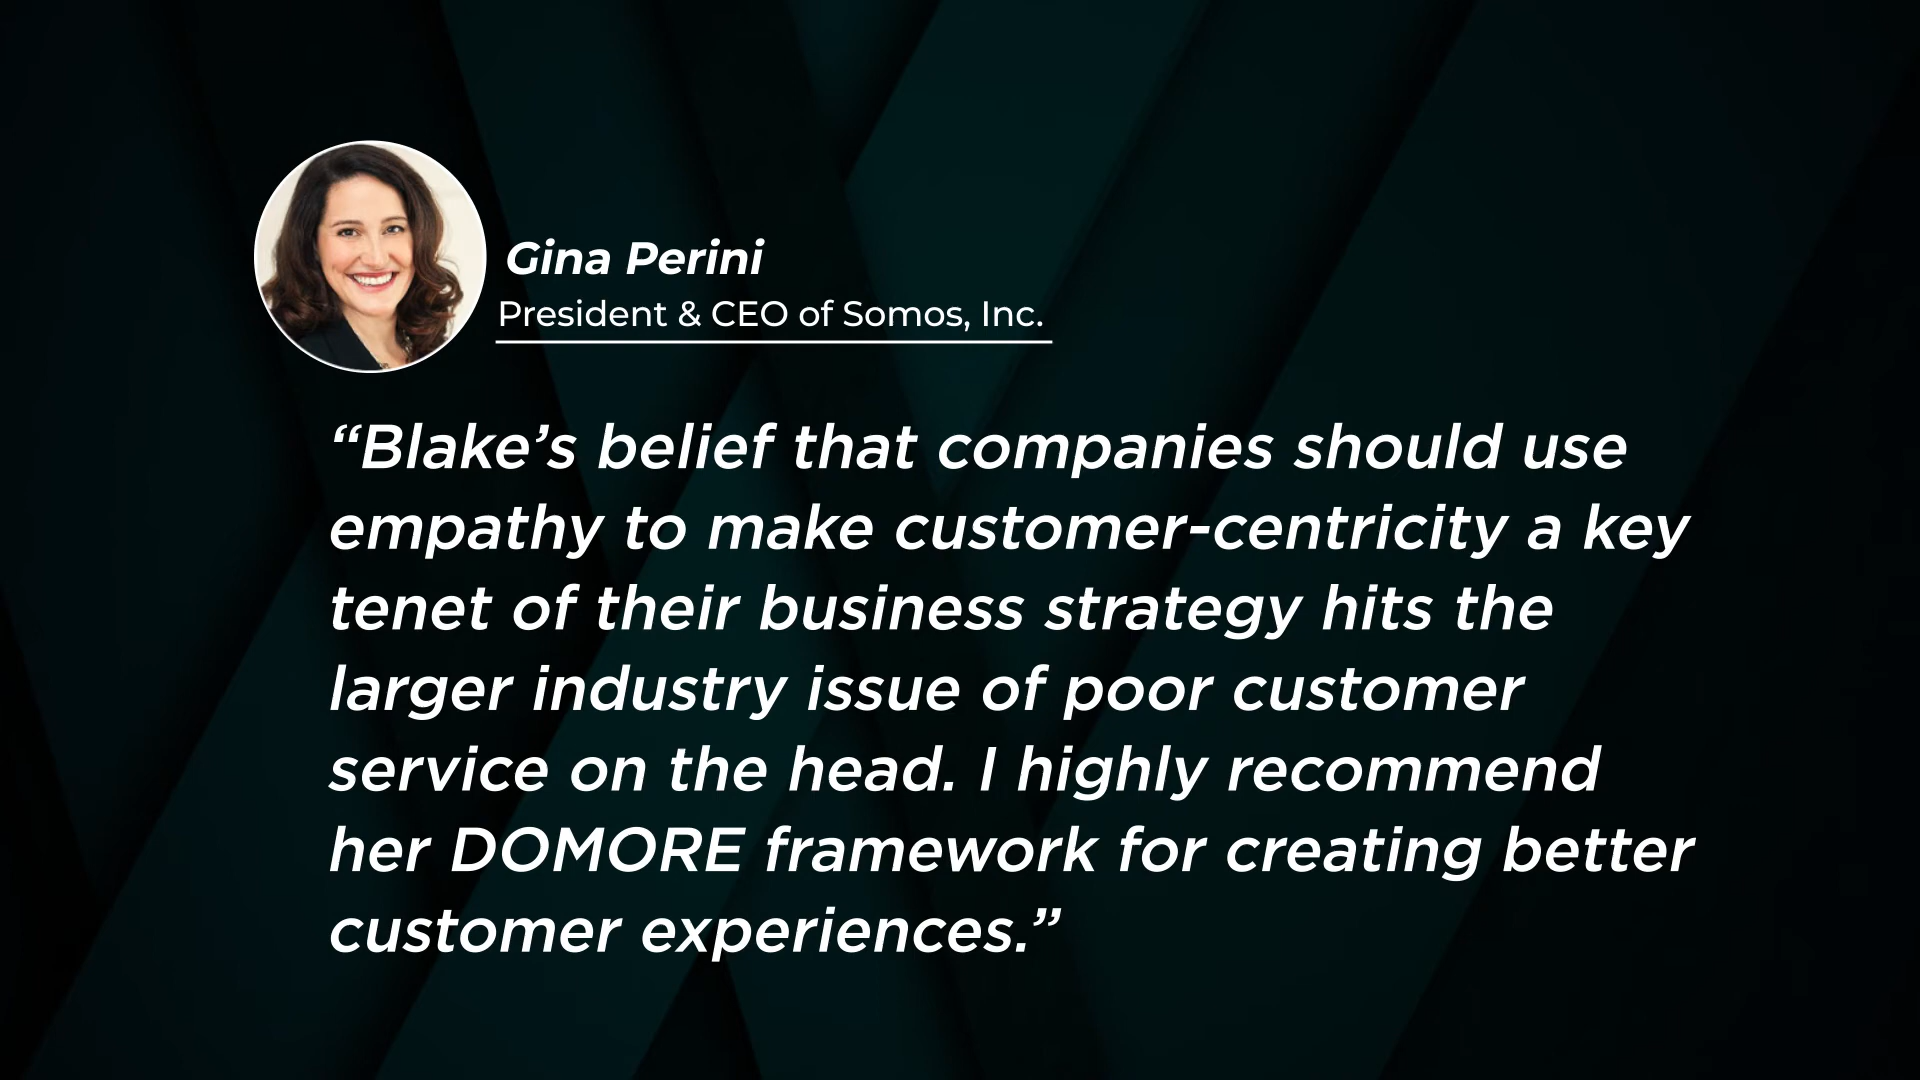 Gina Perini
President & CEO of Somos, Inc.
“Blake’s belief that companies should use
empathy to make customer-centricity a key
tenet of their business strategy hits the
larger industry issue of poor customer
service on the head. I highly recommend
her DOMORE framework for creating better
customer experiences.”